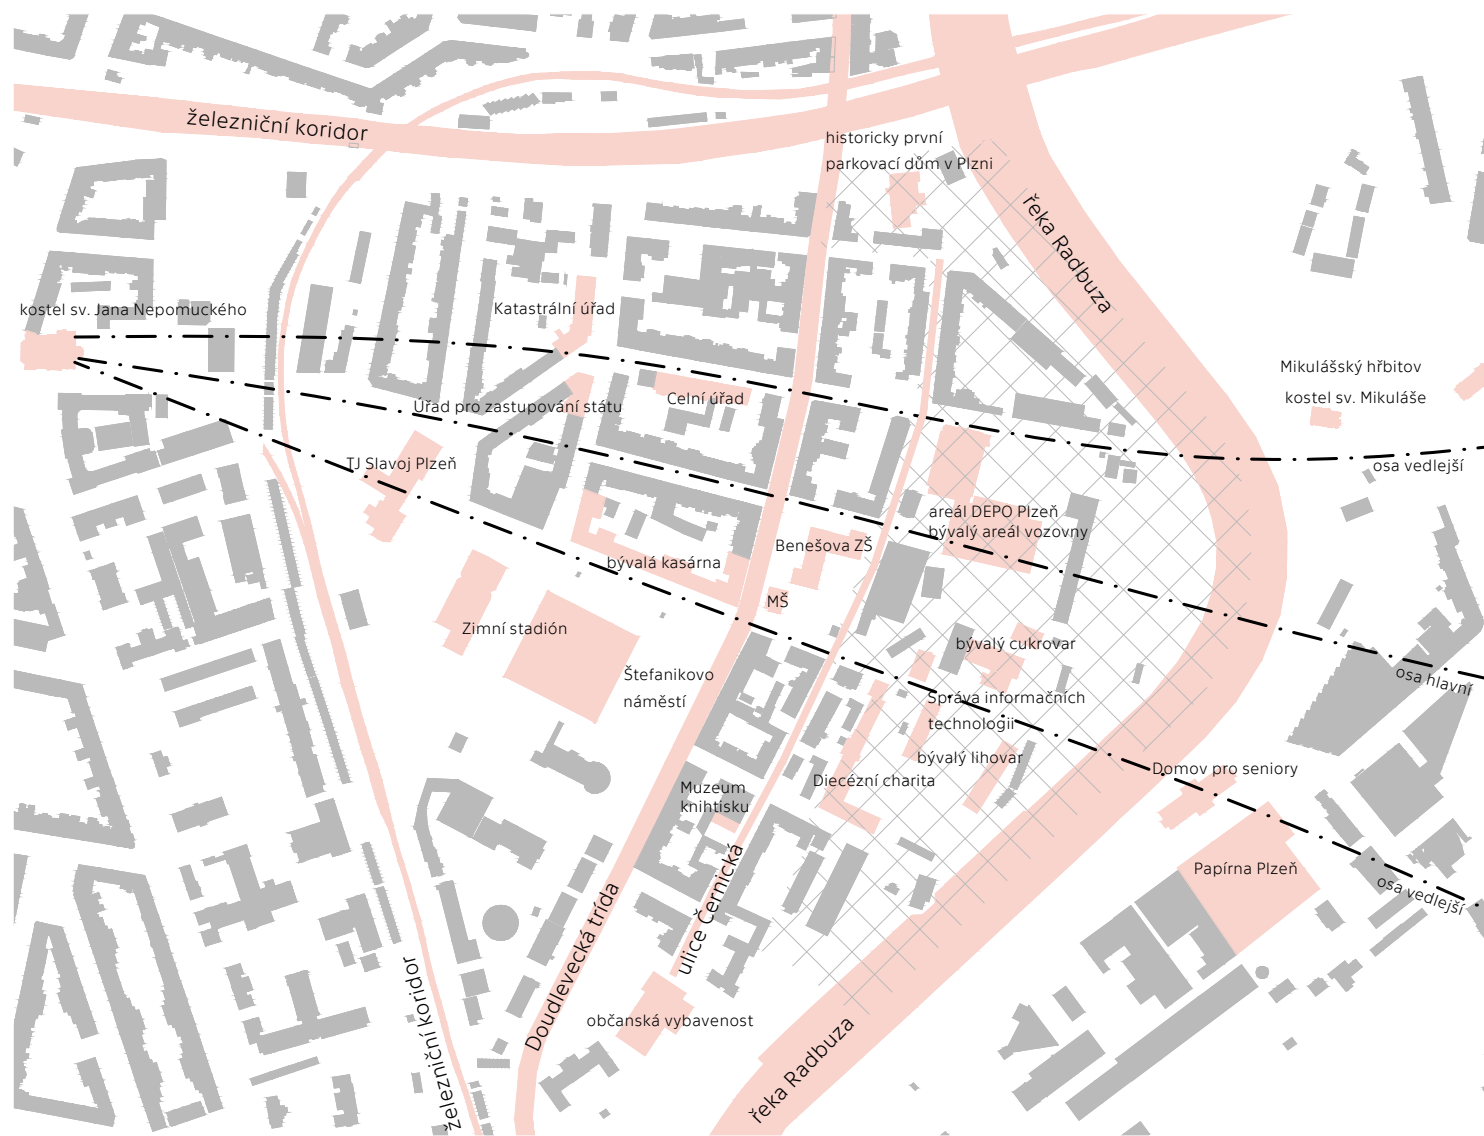 železniční koridor
historicky první
parkovací dům v Plzni
řeka Radbuza
kostel sv. Jana Nepomuckého
Katastrální úřad
Mikulášský hřbitov
kostel sv. Mikuláše
Celní úřad
Úřad pro zastupování státu
TJ Slavoj Plzeň
osa vedlejší
areál DEPO Plzeň
bývalý areál vozovny
Benešova ZŠ
bývalá kasárna
MŠ
Zimní stadión
bývalý cukrovar
Štefanikovo
náměstí
osa hlavní
Správa informačních
technologií
bývalý lihovar
Domov pro seniory
Diecézní charita
Muzeum
knihtisku
Papírna Plzeň
osa vedlejší
ulice Černická
Doudlevecká trída
železniční koridor
občanská vybavenost
řeka Radbuza